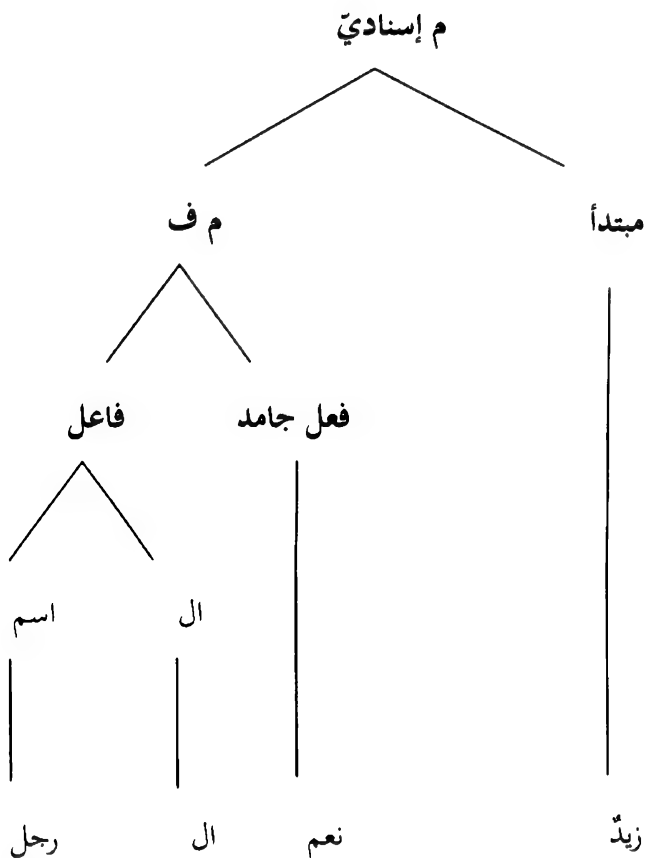 م إسناديّ
مبتدأ م ف
فعل جامد فاعل
ال اسم
زيدٌ نعم ال رجل